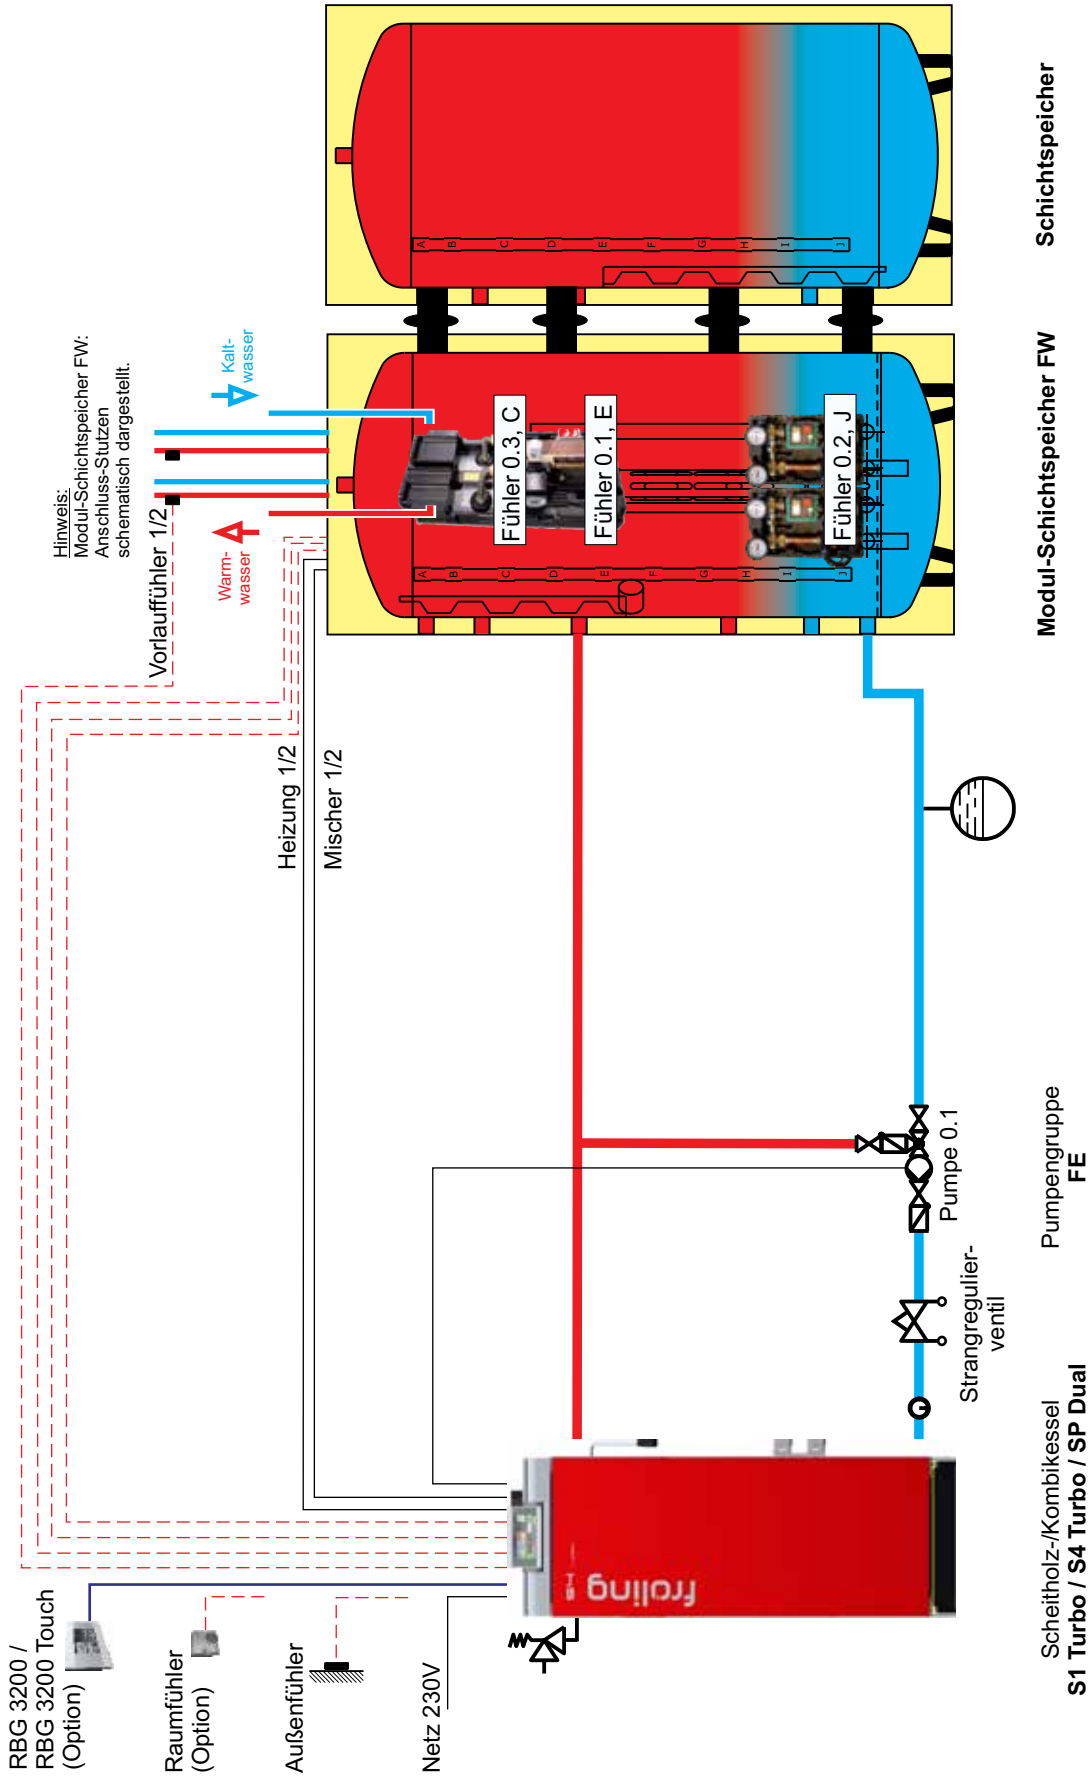 RBG 3200 /
RBG 3200 Touch
(Option)
Raumfühler
(Option)
Außenfühler
Netz 230V
Hinweis:
Modul-Schichtspeicher FW:
Anschluss-Stutzen
schematisch dargestellt.
Vorlauffühler 1/2
Warm-
wasser
Kalt-
wasser
Heizung 1/2
Mischer 1/2
Fühler 0.3, C
Fühler 0.1, E
Fühler 0.2, J
A
B
C
D
E
F
G
H
I
J
A
B
C
D
E
F
G
H
I
J
froling
Pumpe 0.1
Strangregulier-
ventil
Scheitholz-/Kombikessel
S1 Turbo / S4 Turbo / SP Dual
Pumpengruppe
FE
Modul-Schichtspeicher FW
Schichtspeicher